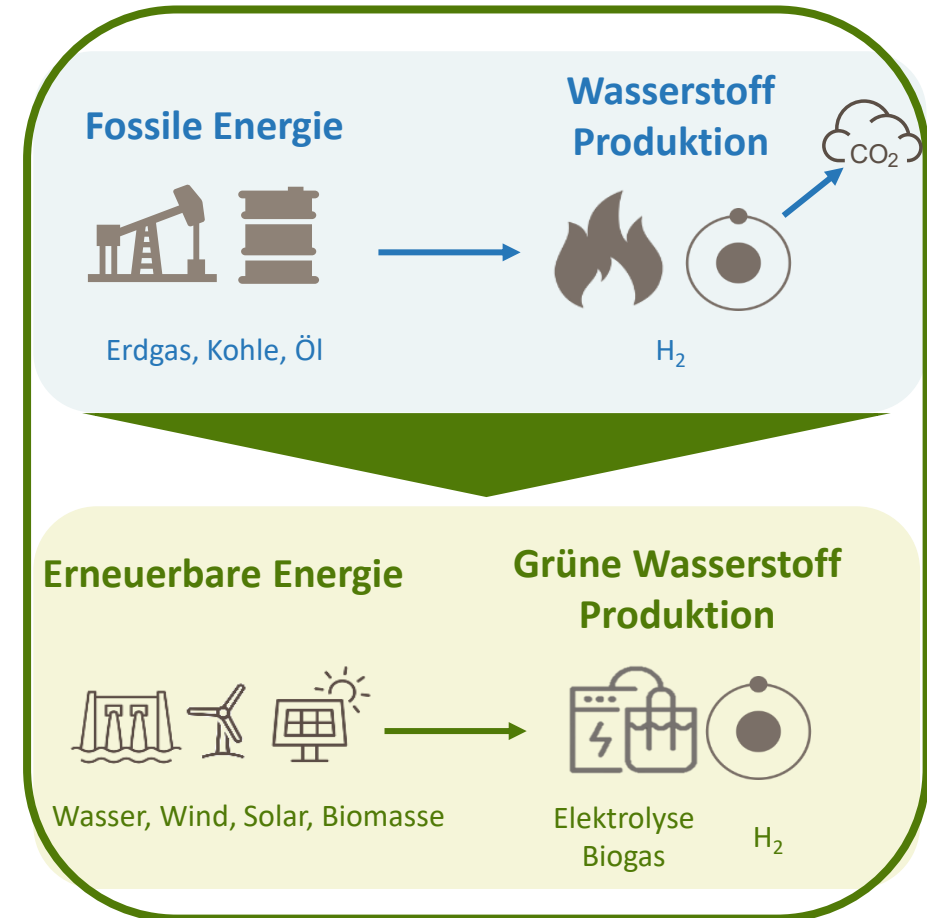 Fossile Energie
Wasserstoff
Produktion
CO₂
Erdgas, Kohle, Öl
H₂
Erneuerbare Energie
Grüne Wasserstoff
Produktion
Wasser, Wind, Solar, Biomasse
Elektrolyse
Biogas
H₂